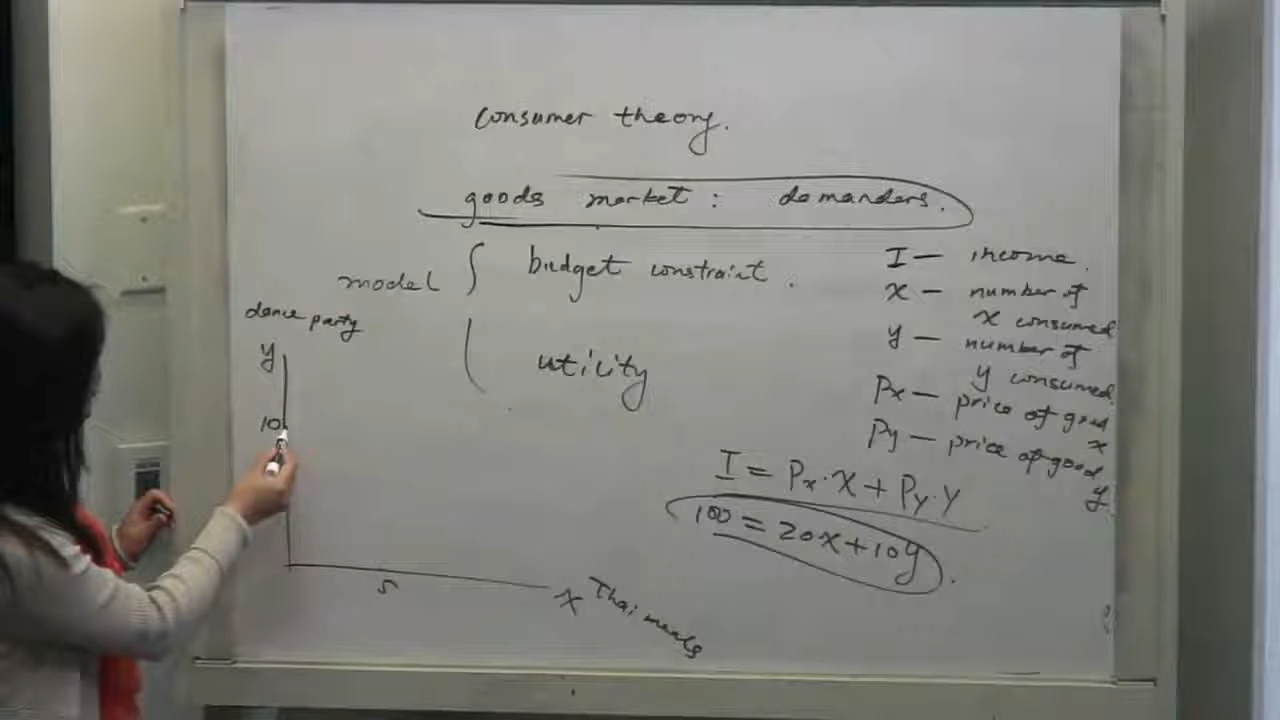 consumer theory.
goods market : demanders.
model { budget constraint .
utility
I — income.
x — number of
x consumed
y — number of
y consumed.
Px — price of good
x
Py — price of good
y
I = Px·X + Py·Y
100 = 20x + 10y .
dance party
y
10
5
x Thai meals